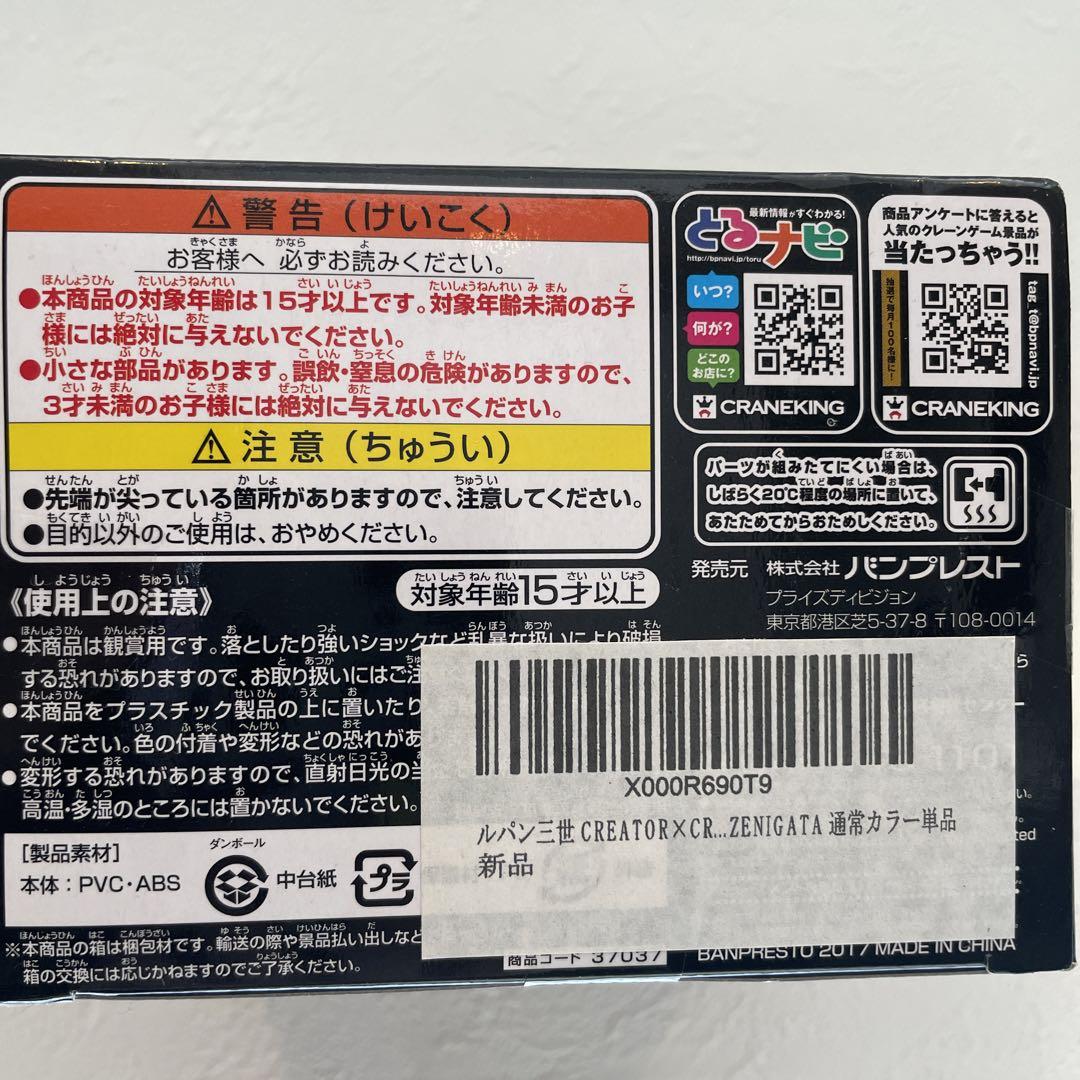 ⚠警告(けいこく)
お客様へ 必ずお読みください。
●本商品の対象年齢は15才以上です。対象年齢未満のお子
様には絶対に与えないでください。
●小さな部品があります。誤飲・窒息の危険がありますので、
3才未満のお子様には絶対に与えないでください。
⚠注意(ちゅうい)
●先端が尖っている箇所がありますので、注意してください。
●目的以外のご使用は、おやめください。
《使用上の注意》
対象年齢15才以上
●本商品は観賞用です。落としたり強いショックなど乱暴な扱いにより破損
する恐れがありますので、お取り扱いにはご注
●本商品をプラスチック製品の上に置いたり
でください。色の付着や変形などの恐れがあ
●変形する恐れがありますので、直射日光の当
高温・多湿のところには置かないでください。
[製品素材]
本体:PVC・ABS
ダンボール
中台紙
プラ
※本商品の箱は梱包材です。輸送の際や景品払い出しなど
箱の交換には応じかねますのでご了承ください。
最新情報がすぐわかる!
とるナビ
http://bpnavi.jp/toru
いつ?
何が?
どこの
お店に?
CRANEKING
商品アンケートに答えると
人気のクレーンゲーム景品が
当たっちゃう!!
抽選で毎月100名様に!
tag_t@bpnavi.jp
CRANEKING
パーツが組みたてにくい場合は、
しばらく20℃程度の場所に置いて、
あたためてからおためしください。
発売元 株式会社 バンプレスト
プライズディビジョン
東京都港区芝5-37-8 〒108-0014
X000R690T9
ルパン三世 CREATOR×CR...ZENIGATA 通常カラー単品
新品
商品コード 37037
BANPRESTO 2017 MADE IN CHINA